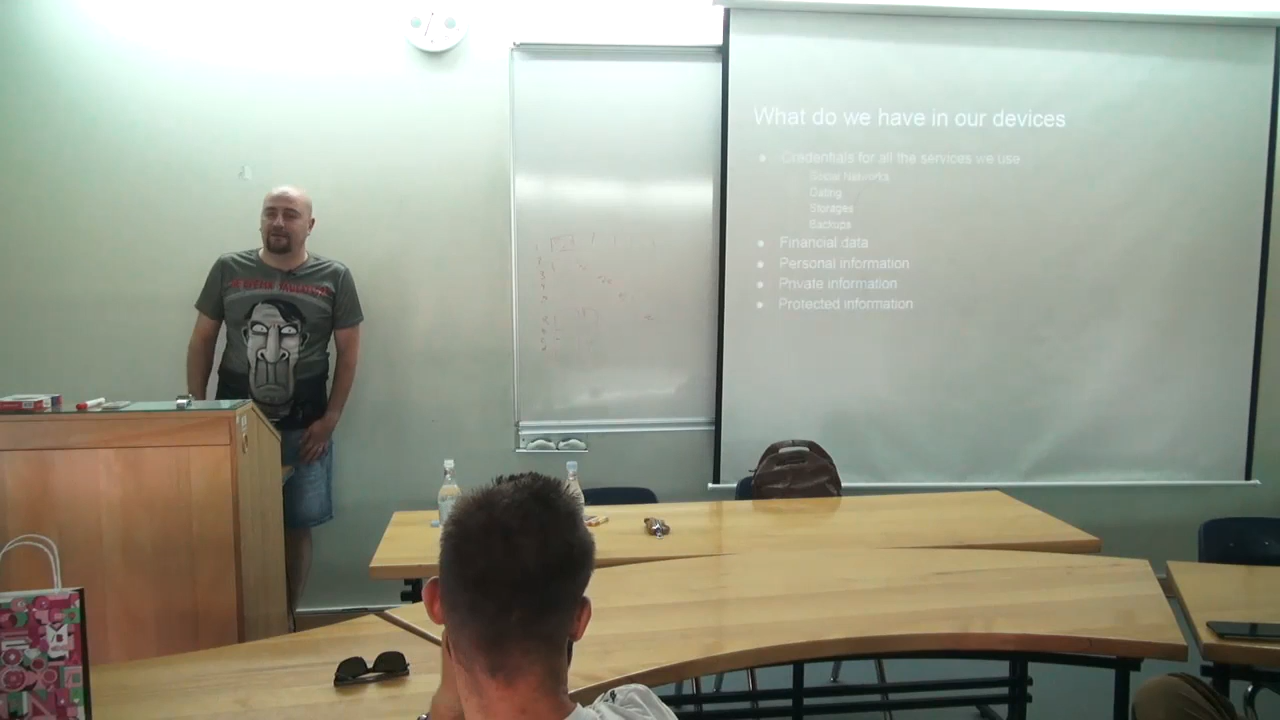 What do we have in our devices
Credentials for all the services we use
Social Networks
Dating
Storages
Backups
Financial data
Personal information
Private information
Protected information